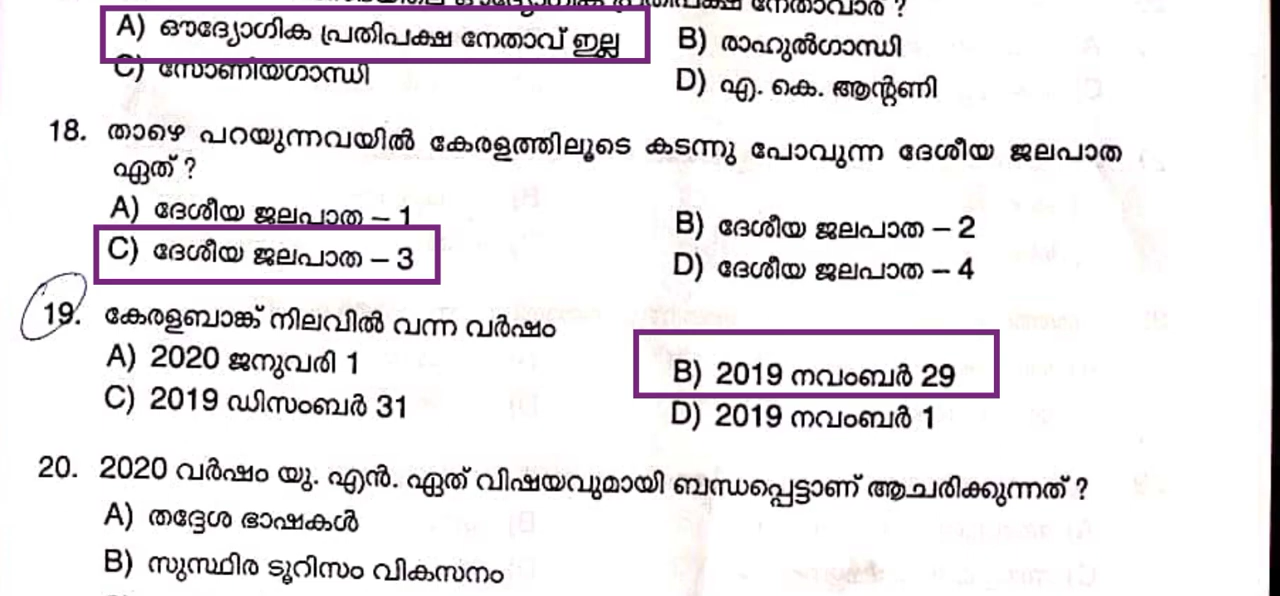 നേതാവാര് ?
A) ഔദ്യോഗിക പ്രതിപക്ഷ നേതാവ് ഇല്ല
B) രാഹുൽഗാന്ധി
C) സോണിയഗാന്ധി
D) എ. കെ. ആന്റണി
18. താഴെ പറയുന്നവയിൽ കേരളത്തിലൂടെ കടന്നു പോവുന്ന ദേശീയ ജലപാത
ഏത് ?
A) ദേശീയ ജലപാത – 1
B) ദേശീയ ജലപാത – 2
C) ദേശീയ ജലപാത – 3
D) ദേശീയ ജലപാത – 4
19. കേരളബാങ്ക് നിലവിൽ വന്ന വർഷം
A) 2020 ജനുവരി 1
B) 2019 നവംബർ 29
C) 2019 ഡിസംബർ 31
D) 2019 നവംബർ 1
20. 2020 വർഷം യു. എൻ. ഏത് വിഷയവുമായി ബന്ധപ്പെട്ടാണ് ആചരിക്കുന്നത് ?
A) തദ്ദേശ ഭാഷകൾ
B) സുസ്ഥിര ടൂറിസം വികസനം